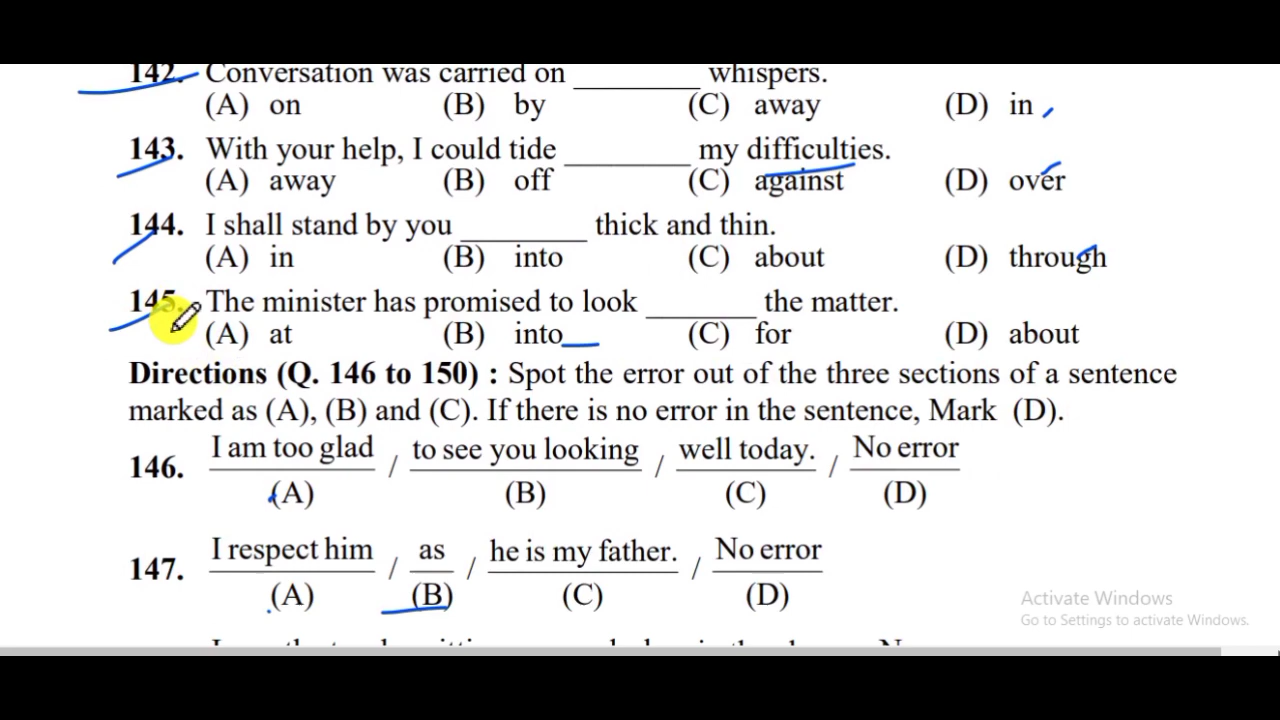 142. Conversation was carried on __________ whispers.
(A) on (B) by (C) away (D) in
143. With your help, I could tide __________ my difficulties.
(A) away (B) off (C) against (D) over
144. I shall stand by you __________ thick and thin.
(A) in (B) into (C) about (D) through
145. The minister has promised to look _________ the matter.
(A) at (B) into (C) for (D) about
Directions (Q. 146 to 150) : Spot the error out of the three sections of a sentence
marked as (A), (B) and (C). If there is no error in the sentence, Mark (D).
146. I am too glad / to see you looking / well today. / No error
(A) (B) (C) (D)
147. I respect him / as / he is my father. / No error
(A) (B) (C) (D)
Activate Windows
Go to Settings to activate Windows.